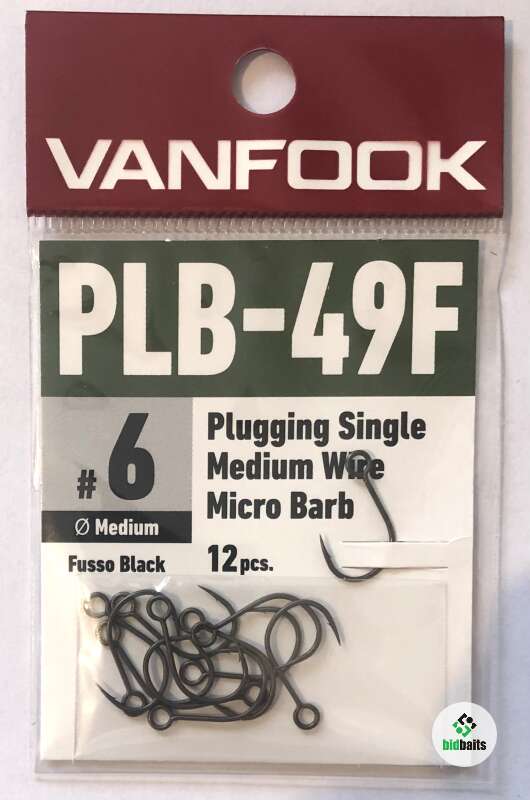 VANFOOK
PLB-49F
#6
Ø Medium
Fusso Black
Plugging Single
Medium Wire
Micro Barb
12pcs.
bidbaits